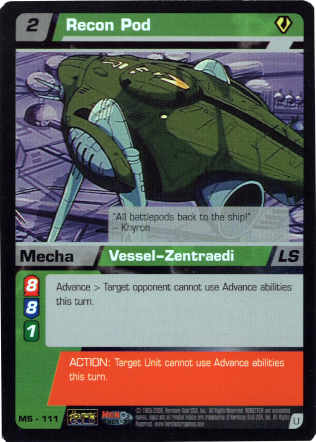 2 Recon Pod
"All battlepods back to the ship!"
– Khyron
Mecha Vessel–Zentraedi LS
8
8
1
Advance > Target opponent cannot use Advance abilities
this turn.
ACTION: Target Unit cannot use Advance abilities
this turn.
MS - 111
U